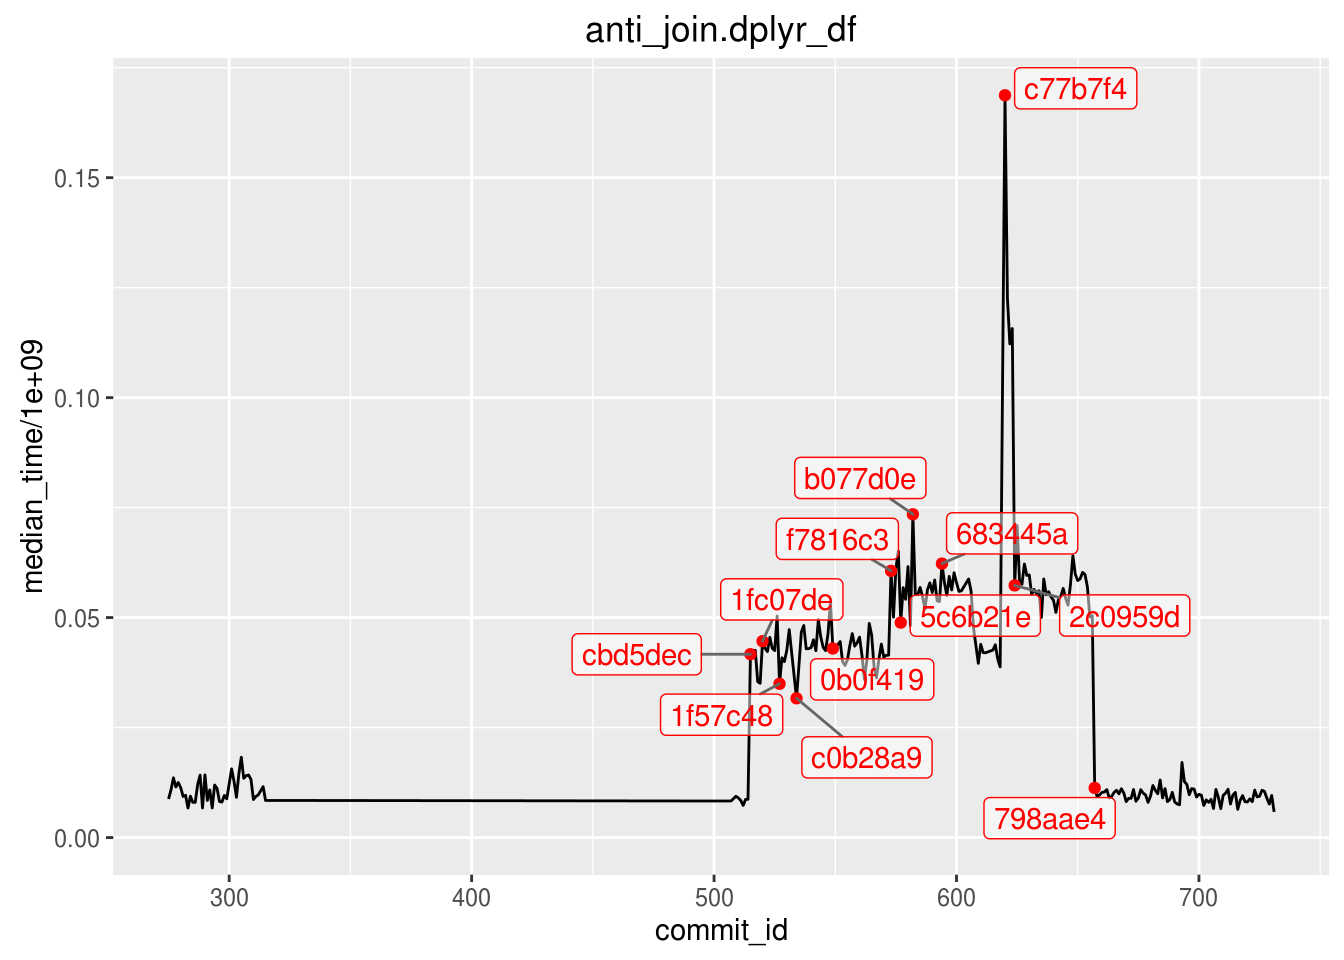 anti_join.dplyr_df
c77b7f4
0.15
0.10
b077d0e
683445a
f7816c3
1fc07de
0.05
5c6b21e
2c0959d
cbd5dec
0b0f419
1f57c48
c0b28a9
798aae4
0.00
median_time/1e+09
300
400
500
600
700
commit_id